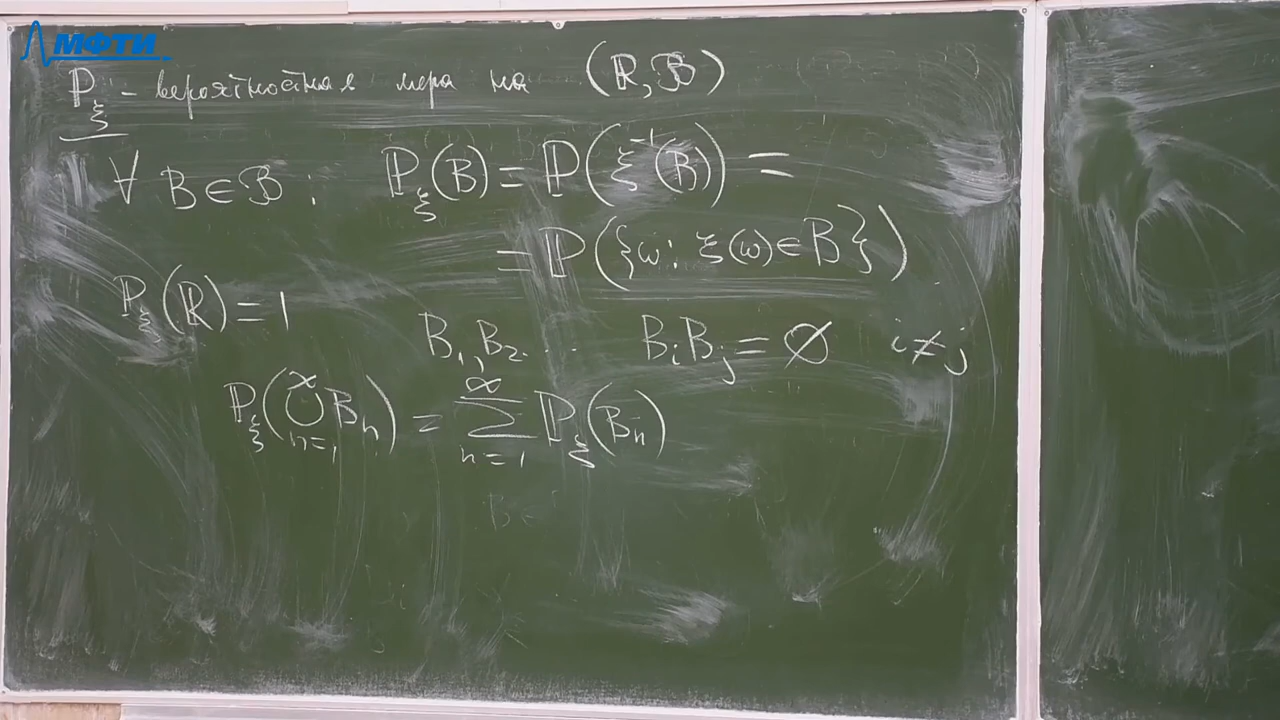 МФТИ
ℙ_ξ - вероятностная мера на (ℝ, ℬ)
∀ B ∈ ℬ : ℙ_ξ(B) = ℙ(ξ⁻¹(B)) =
= ℙ({ω : ξ(ω) ∈ B})
ℙ_ξ(ℝ) = 1
B₁, B₂ ... B_i B_j = ∅ i ≠ j
ℙ_ξ(⋃_{n=1}^∞ B_n) = ∑_{n=1}^∞ ℙ_ξ(B_n)